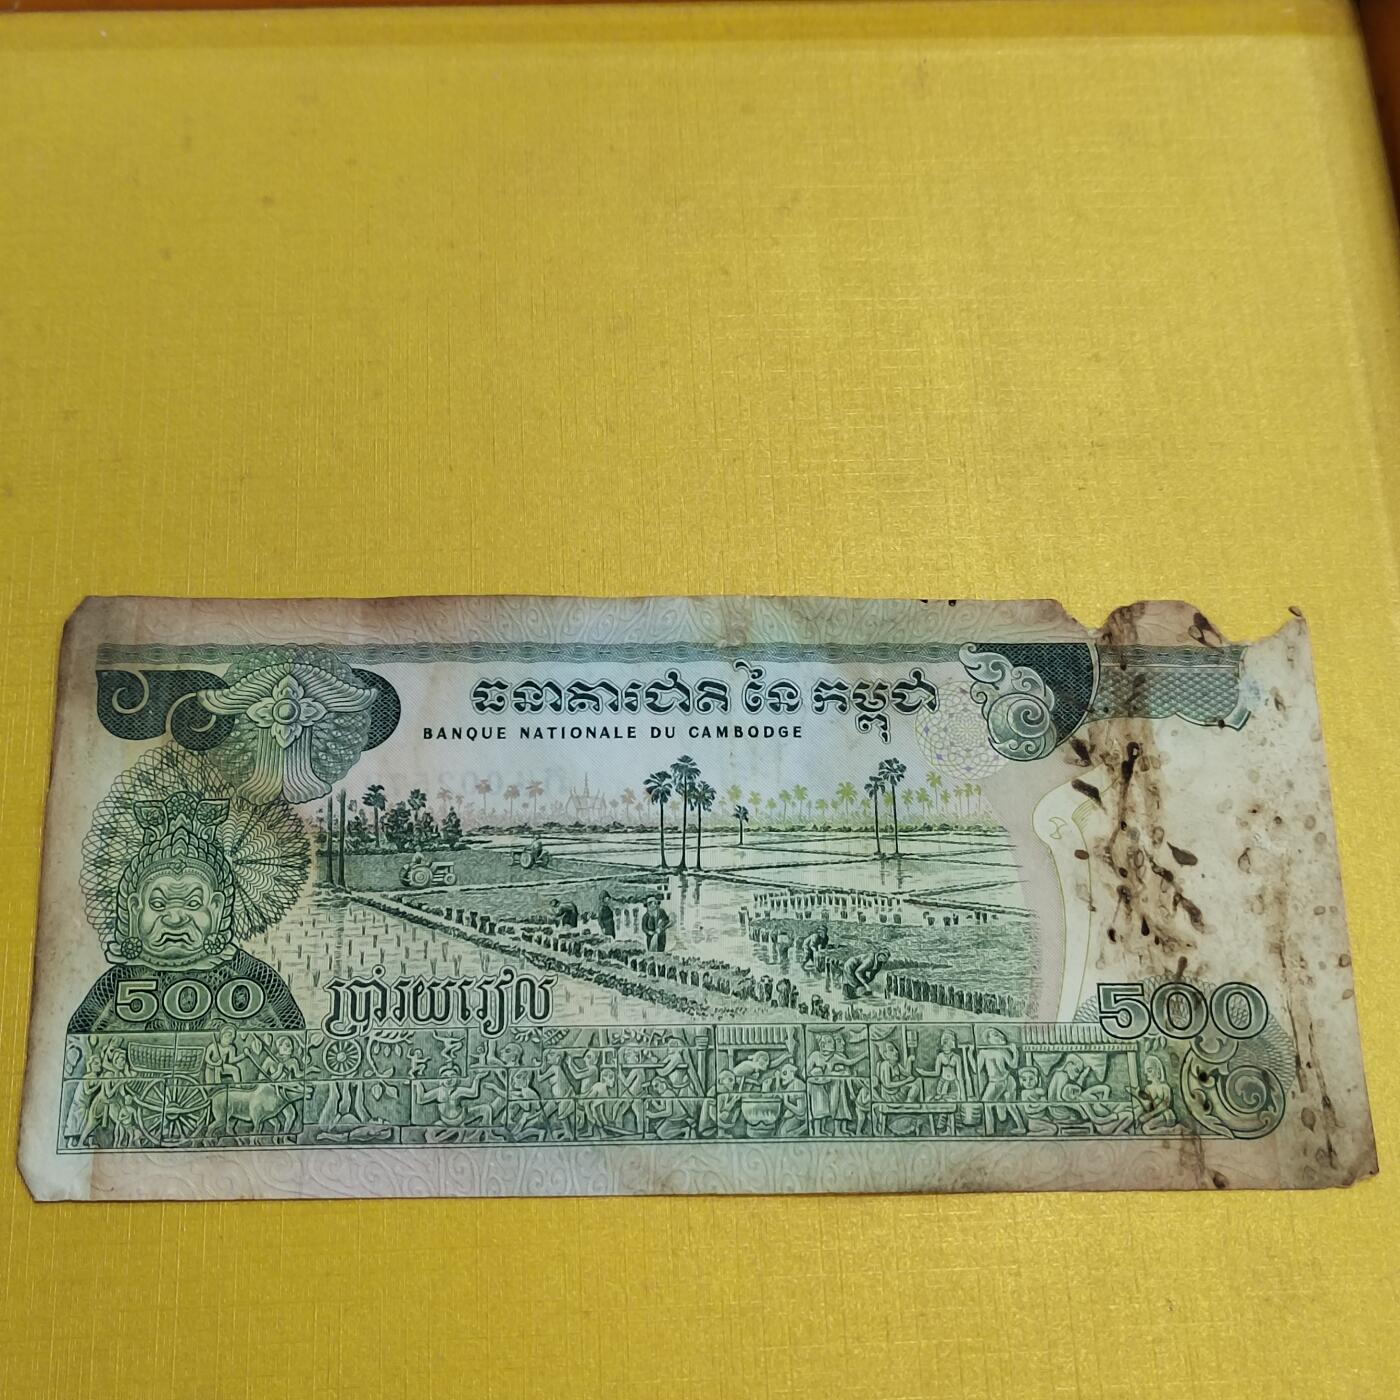 ធនាគារជាតិ នៃ កម្ពុជា
BANQUE NATIONALE DU CAMBODGE
500 ប្រាំរយរៀល 500